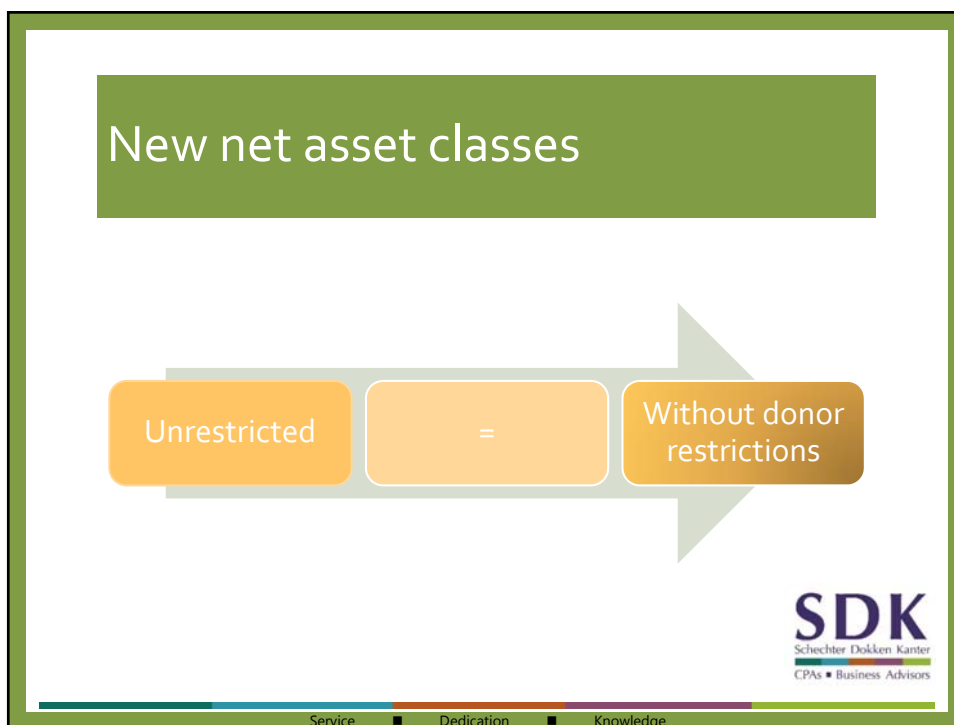 New net asset classes
Unrestricted
=
Without donor
restrictions
SDK
Schechter Dokken Kanter
CPAs ▪ Business Advisors
Service ■ Dedication ■ Knowledge